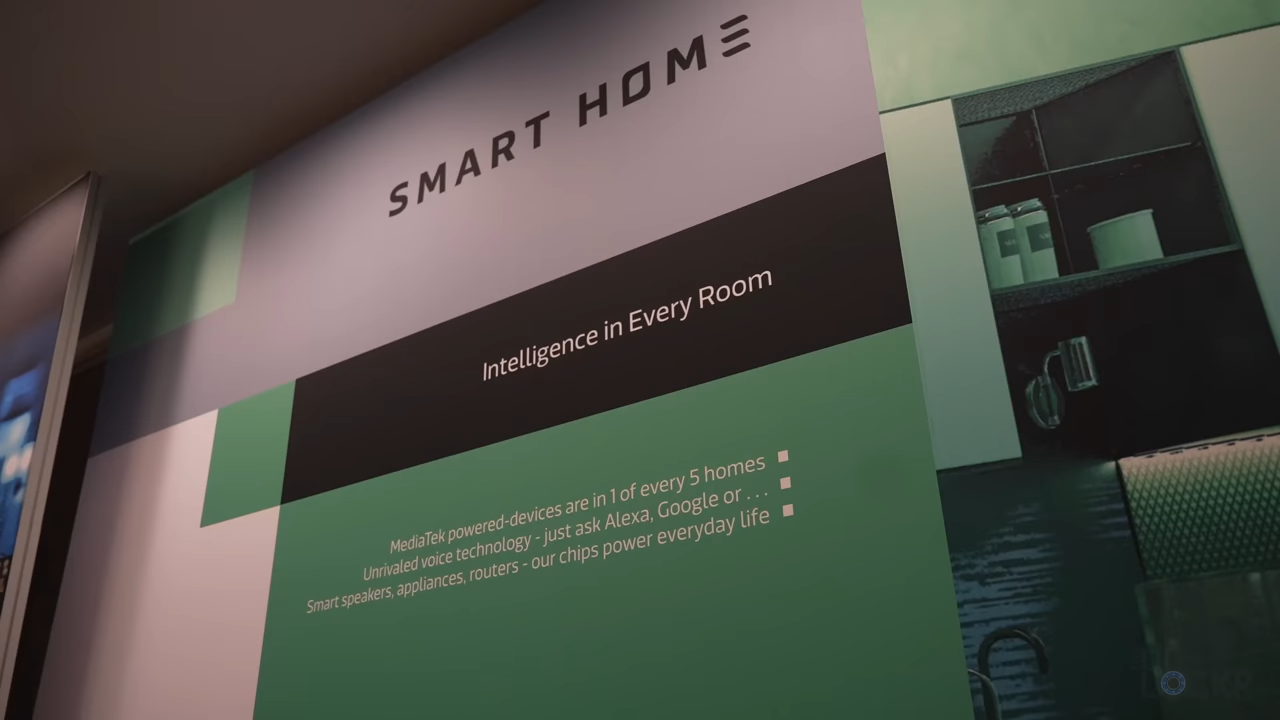 SMART HOME
Intelligence in Every Room
MediaTek powered-devices are in 1 of every 5 homes
Unrivaled voice technology - just ask Alexa, Google or . . .
Smart speakers, appliances, routers - our chips power everyday life